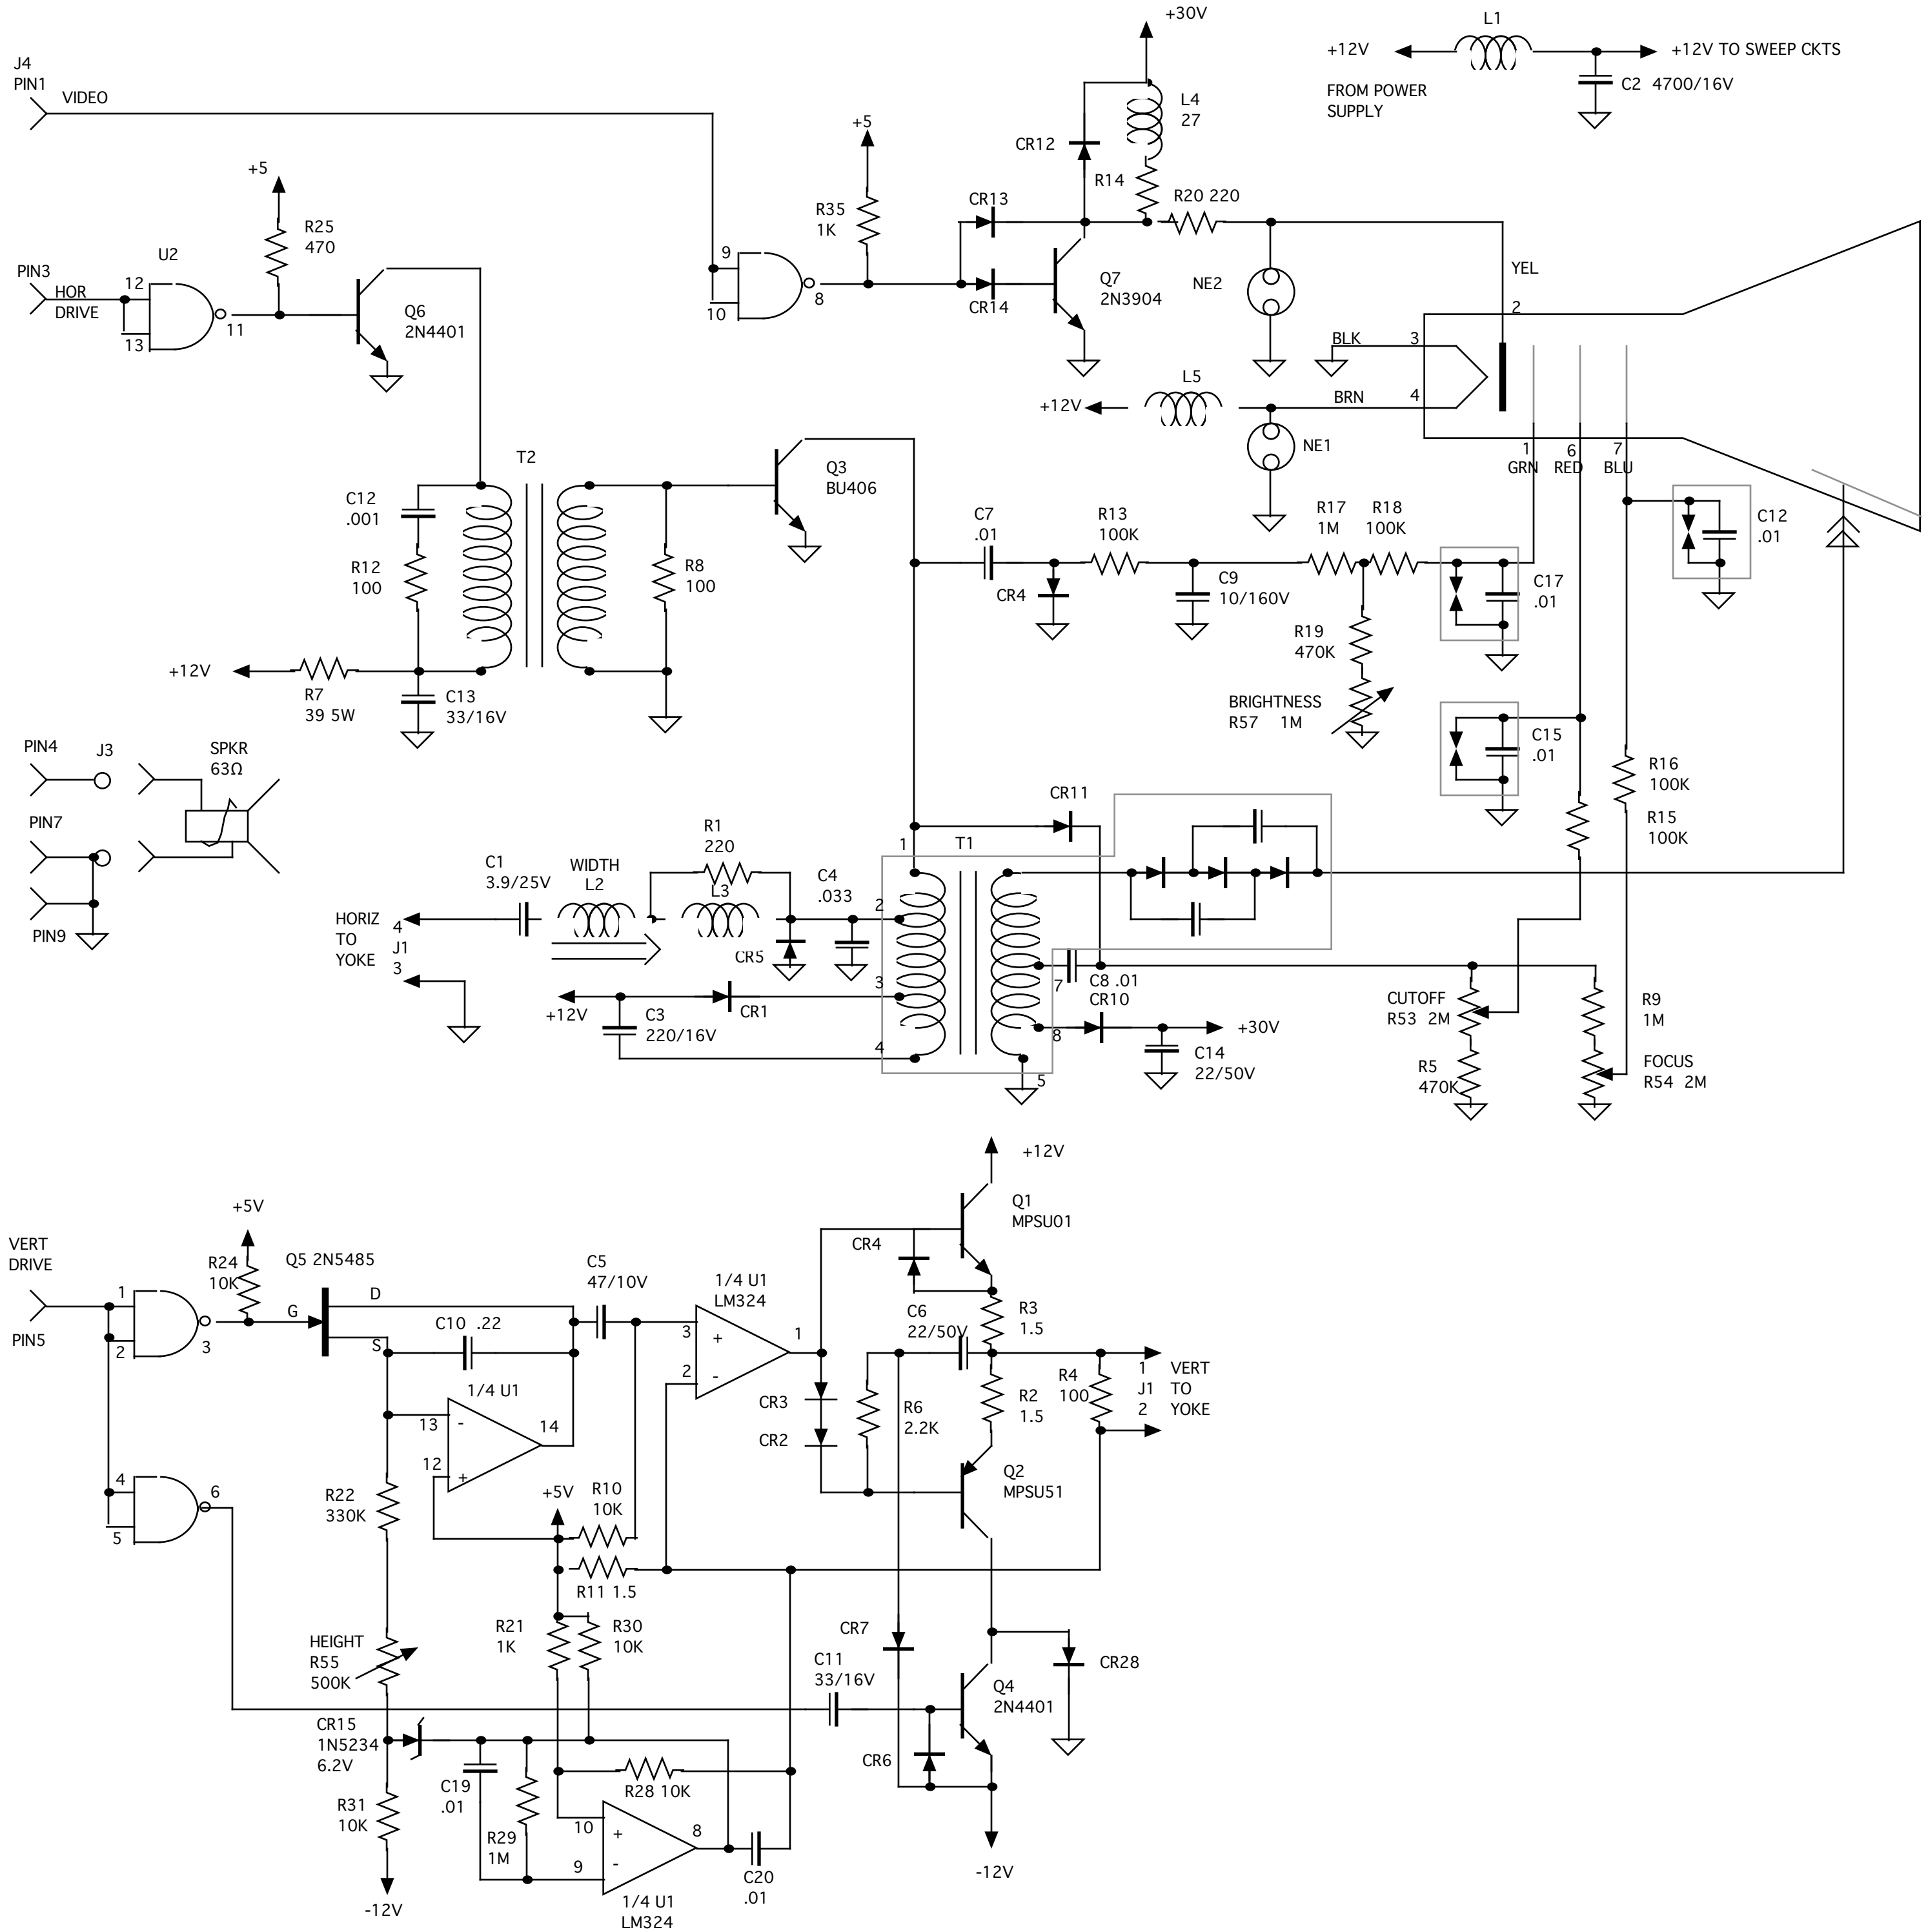 +30V
L1
+12V
+12V TO SWEEP CKTS
FROM POWER
SUPPLY
C2 4700/16V
J4
PIN1
VIDEO
L4
27
+5
CR12
R14
+5
R25
470
R35
1K
CR13
R20 220
U2
PIN3
HOR
DRIVE
12
13
11
Q6
2N4401
9
10
8
CR14
Q7
2N3904
NE2
YEL
2
BLK
3
L5
+12V
BRN
4
NE1
1
GRN
6
RED
7
BLU
T2
C12
.001
R12
100
R8
100
Q3
BU406
C7
.01
R13
100K
R17
1M
R18
100K
C12
.01
CR4
C9
10/160V
C17
.01
R19
470K
+12V
R7
39 5W
C13
33/16V
BRIGHTNESS
R57 1M
C15
.01
R16
100K
R15
100K
PIN4
J3
SPKR
63Ω
PIN7
PIN9
CR11
R1
220
1
T1
C1
3.9/25V
WIDTH
L2
L3
C4
.033
2
HORIZ
TO
YOKE
4
J1
3
CR5
3
7
C8 .01
CR10
CUTOFF
R53 2M
R9
1M
+12V
C3
220/16V
CR1
8
+30V
4
5
C14
22/50V
R5
470K
FOCUS
R54 2M
+12V
Q1
MPSU01
+5V
VERT
DRIVE
PIN5
R24
10K
Q5 2N5485
C5
47/10V
1/4 U1
LM324
CR4
1
2
3
G
D
S
C10 .22
3
+
2
-
1
C6
22/50V
R3
1.5
1/4 U1
13
-
12
+
14
CR3
CR2
R6
2.2K
R2
1.5
R4
100
1
J1
2
VERT
TO
YOKE
4
5
6
R22
330K
+5V
R10
10K
Q2
MPSU51
R11 1.5
R21
1K
R30
10K
CR7
HEIGHT
R55
500K
C11
33/16V
Q4
2N4401
CR28
CR15
1N5234
6.2V
CR6
C19
.01
R28 10K
R31
10K
R29
1M
10
+
9
-
8
C20
.01
-12V
-12V
1/4 U1
LM324